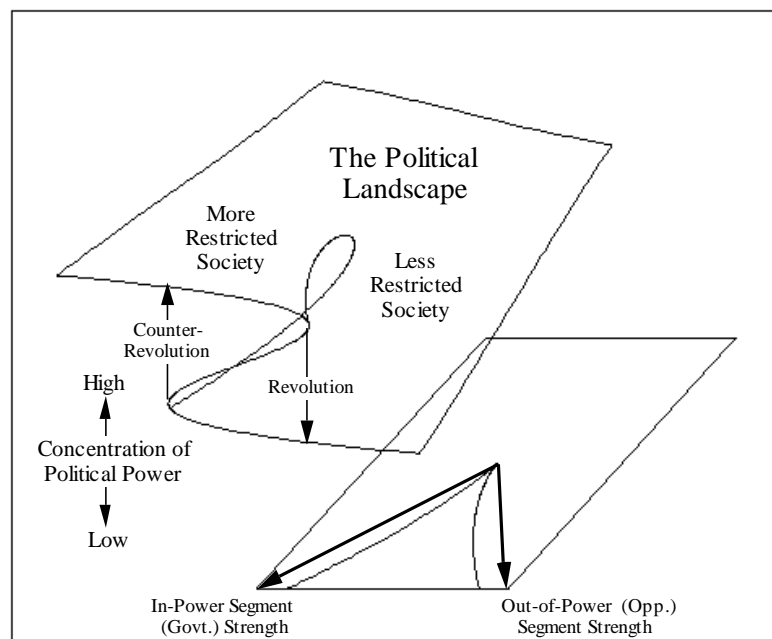 The Political
Landscape
More
Restricted
Society
Less
Restricted
Society
Counter-
Revolution
Revolution
High
Concentration of
Political Power
Low
In-Power Segment
(Govt.) Strength
Out-of-Power (Opp.)
Segment Strength